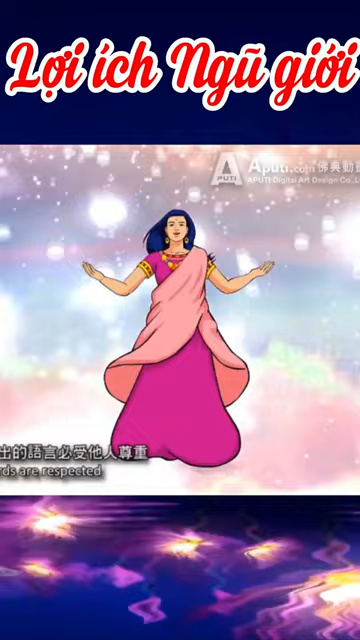 Lợi ích Ngũ giới
Aputi.com 佛典動畫
APUTI
APUTI Digital Art Design Co.,L
出的語言必受他人尊重
rds are respected